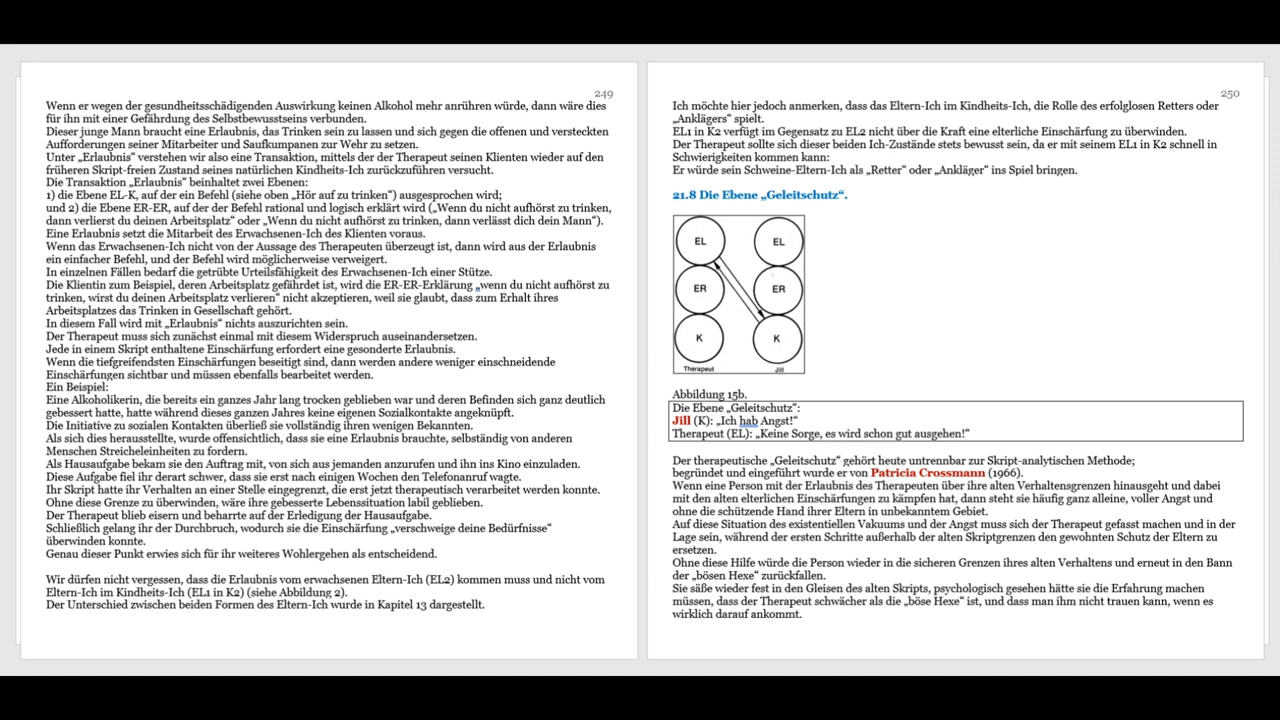 249
Wenn er wegen der gesundheitsschädigenden Auswirkung keinen Alkohol mehr anrühren würde, dann wäre dies
für ihn mit einer Gefährdung des Selbstbewusstseins verbunden.
Dieser junge Mann braucht eine Erlaubnis, das Trinken sein zu lassen und sich gegen die offenen und versteckten
Aufforderungen seiner Mitarbeiter und Saufkumpanen zur Wehr zu setzen.
Unter „Erlaubnis“ verstehen wir also eine Transaktion, mittels der der Therapeut seinen Klienten wieder auf den
früheren Skript-freien Zustand seines natürlichen Kindheits-Ich zurückzuführen versucht.
Die Transaktion „Erlaubnis“ beinhaltet zwei Ebenen:
1) die Ebene EL-K, auf der ein Befehl (siehe oben „Hör auf zu trinken“) ausgesprochen wird;
und 2) die Ebene ER-ER, auf der der Befehl rational und logisch erklärt wird („Wenn du nicht aufhörst zu trinken,
dann verlierst du deinen Arbeitsplatz“ oder „Wenn du nicht aufhörst zu trinken, dann verlässt dich dein Mann“).
Eine Erlaubnis setzt die Mitarbeit des Erwachsenen-Ich des Klienten voraus.
Wenn das Erwachsenen-Ich nicht von der Aussage des Therapeuten überzeugt ist, dann wird aus der Erlaubnis
ein einfacher Befehl, und der Befehl wird möglicherweise verweigert.
In einzelnen Fällen bedarf die getrübte Urteilsfähigkeit des Erwachsenen-Ich einer Stütze.
Die Klientin zum Beispiel, deren Arbeitsplatz gefährdet ist, wird die ER-ER-Erklärung „wenn du nicht aufhörst zu
trinken, wirst du deinen Arbeitsplatz verlieren“ nicht akzeptieren, weil sie glaubt, dass zum Erhalt ihres
Arbeitsplatzes das Trinken in Gesellschaft gehört.
In diesem Fall wird mit „Erlaubnis“ nichts auszurichten sein.
Der Therapeut muss sich zunächst einmal mit diesem Widerspruch auseinandersetzen.
Jede in einem Skript enthaltene Einschärfung erfordert eine gesonderte Erlaubnis.
Wenn die tiefgreifendsten Einschärfungen beseitigt sind, dann werden andere weniger einschneidende
Einschärfungen sichtbar und müssen ebenfalls bearbeitet werden.
Ein Beispiel:
Eine Alkoholikerin, die bereits ein ganzes Jahr lang trocken geblieben war und deren Befinden sich ganz deutlich
gebessert hatte, hatte während dieses ganzen Jahres keine eigenen Sozialkontakte angeknüpft.
Die Initiative zu sozialen Kontakten überließ sie vollständig ihren wenigen Bekannten.
Als sich dies herausstellte, wurde offensichtlich, dass sie eine Erlaubnis brauchte, selbständig von anderen
Menschen Streicheleinheiten zu fordern.
Als Hausaufgabe bekam sie den Auftrag mit, von sich aus jemanden anzurufen und ihn ins Kino einzuladen.
Diese Aufgabe fiel ihr derart schwer, dass sie erst nach einigen Wochen den Telefonanruf wagte.
Ihr Skript hatte ihr Verhalten an einer Stelle eingegrenzt, die erst jetzt therapeutisch verarbeitet werden konnte.
Ohne diese Grenze zu überwinden, wäre ihre gebesserte Lebenssituation labil geblieben.
Der Therapeut blieb eisern und beharrte auf der Erledigung der Hausaufgabe.
Schließlich gelang ihr der Durchbruch, wodurch sie die Einschärfung „verschweige deine Bedürfnisse“
überwinden konnte.
Genau dieser Punkt erwies sich für ihr weiteres Wohlergehen als entscheidend.
Wir dürfen nicht vergessen, dass die Erlaubnis vom erwachsenen Eltern-Ich (EL2) kommen muss und nicht vom
Eltern-Ich im Kindheits-Ich (EL1 in K2) (siehe Abbildung 2).
Der Unterschied zwischen beiden Formen des Eltern-Ich wurde in Kapitel 13 dargestellt.
250
Ich möchte hier jedoch anmerken, dass das Eltern-Ich im Kindheits-Ich, die Rolle des erfolglosen Retters oder
„Anklägers“ spielt.
EL1 in K2 verfügt im Gegensatz zu EL2 nicht über die Kraft eine elterliche Einschärfung zu überwinden.
Der Therapeut sollte sich dieser beiden Ich-Zustände stets bewusst sein, da er mit seinem EL1 in K2 schnell in
Schwierigkeiten kommen kann:
Er würde sein Schweine-Eltern-Ich als „Retter“ oder „Ankläger“ ins Spiel bringen.
21.8 Die Ebene „Geleitschutz“.
EL EL
ER ER
K K
Therapeut Jill
Abbildung 15b.
Die Ebene „Geleitschutz“:
Jill (K): „Ich hab Angst!“
Therapeut (EL): „Keine Sorge, es wird schon gut ausgehen!“
Der therapeutische „Geleitschutz“ gehört heute untrennbar zur Skript-analytischen Methode;
begründet und eingeführt wurde er von Patricia Crossmann (1966).
Wenn eine Person mit der Erlaubnis des Therapeuten über ihre alten Verhaltensgrenzen hinausgeht und dabei
mit den alten elterlichen Einschärfungen zu kämpfen hat, dann steht sie häufig ganz alleine, voller Angst und
ohne die schützende Hand ihrer Eltern in unbekanntem Gebiet.
Auf diese Situation des existentiellen Vakuums und der Angst muss sich der Therapeut gefasst machen und in der
Lage sein, während der ersten Schritte außerhalb der alten Skriptgrenzen den gewohnten Schutz der Eltern zu
ersetzen.
Ohne diese Hilfe würde die Person wieder in die sicheren Grenzen ihres alten Verhaltens und erneut in den Bann
der „bösen Hexe“ zurückfallen.
Sie säße wieder fest in den Gleisen des alten Skripts, psychologisch gesehen hätte sie die Erfahrung machen
müssen, dass der Therapeut schwächer als die „böse Hexe“ ist, und dass man ihm nicht trauen kann, wenn es
wirklich darauf ankommt.